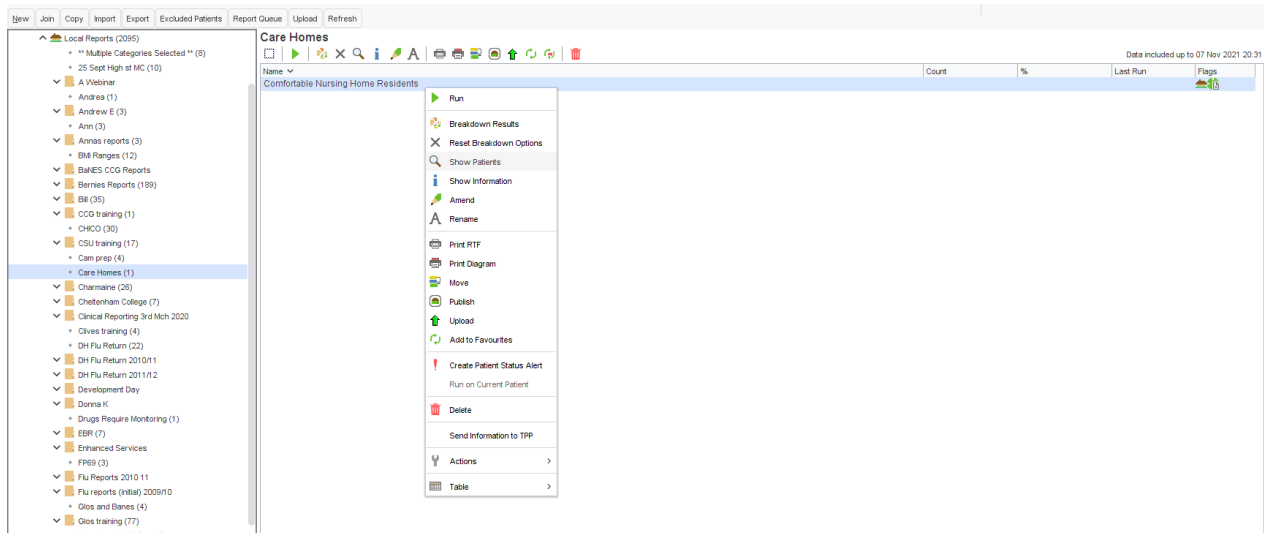 New Join Copy Import Export Excluded Patients Report Queue Upload Refresh
Local Reports (2095)
** Multiple Categories Selected ** (8)
25 Sept High st MC (10)
A Webinar
Andrea (1)
Andrew E (3)
Ann (3)
Annas reports (3)
BMI Ranges (12)
BaNES CCG Reports
Bernies Reports (189)
Bill (35)
CCG training (1)
CHICO (30)
CSU training (17)
Cam prep (4)
Care Homes (1)
Charmaine (26)
Cheltenham College (7)
Clinical Reporting 3rd Mch 2020
Clives training (4)
DH Flu Return (22)
DH Flu Return 2010/11
DH Flu Return 2011/12
Development Day
Donna K
Drugs Require Monitoring (1)
EBR (7)
Enhanced Services
FP69 (3)
Flu Reports 2010 11
Flu reports (initial) 2009/10
Glos and Banes (4)
Glos training (77)
Care Homes
Data included up to 07 Nov 2021 20:31
Name Count % Last Run Flags
Comfortable Nursing Home Residents
Run
Breakdown Results
Reset Breakdown Options
Show Patients
Show Information
Amend
Rename
Print RTF
Print Diagram
Move
Publish
Upload
Add to Favourites
Create Patient Status Alert
Run on Current Patient
Delete
Send Information to TPP
Actions
Table